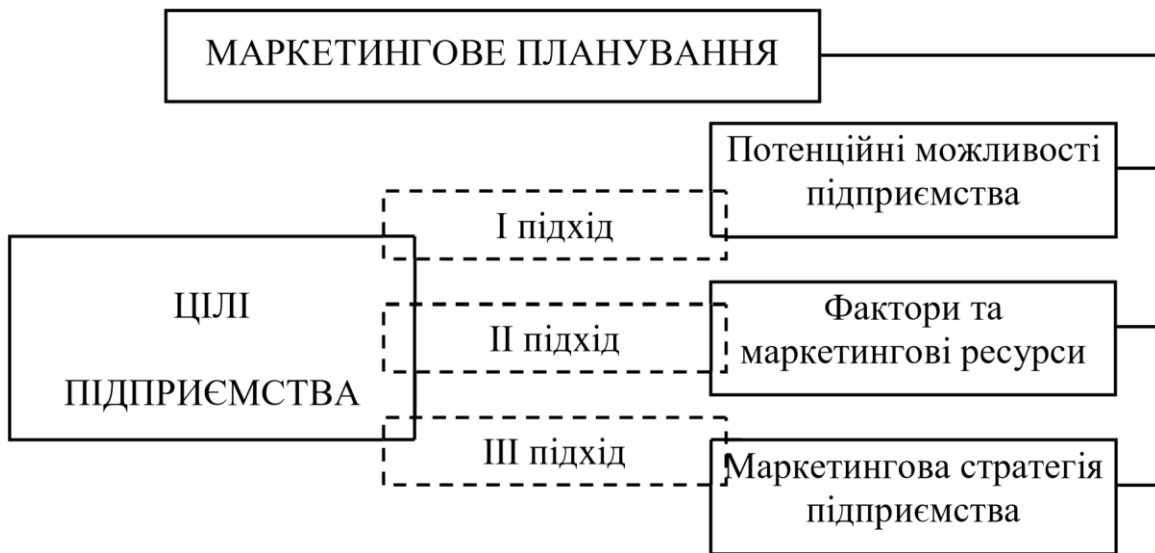 МАРКЕТИНГОВЕ ПЛАНУВАННЯ
Потенційні можливості
підприємства
І підхід
ЦІЛІ
ПІДПРИЄМСТВА
ІІ підхід
Фактори та
маркетингові ресурси
ІІІ підхід
Маркетингова стратегія
підприємства